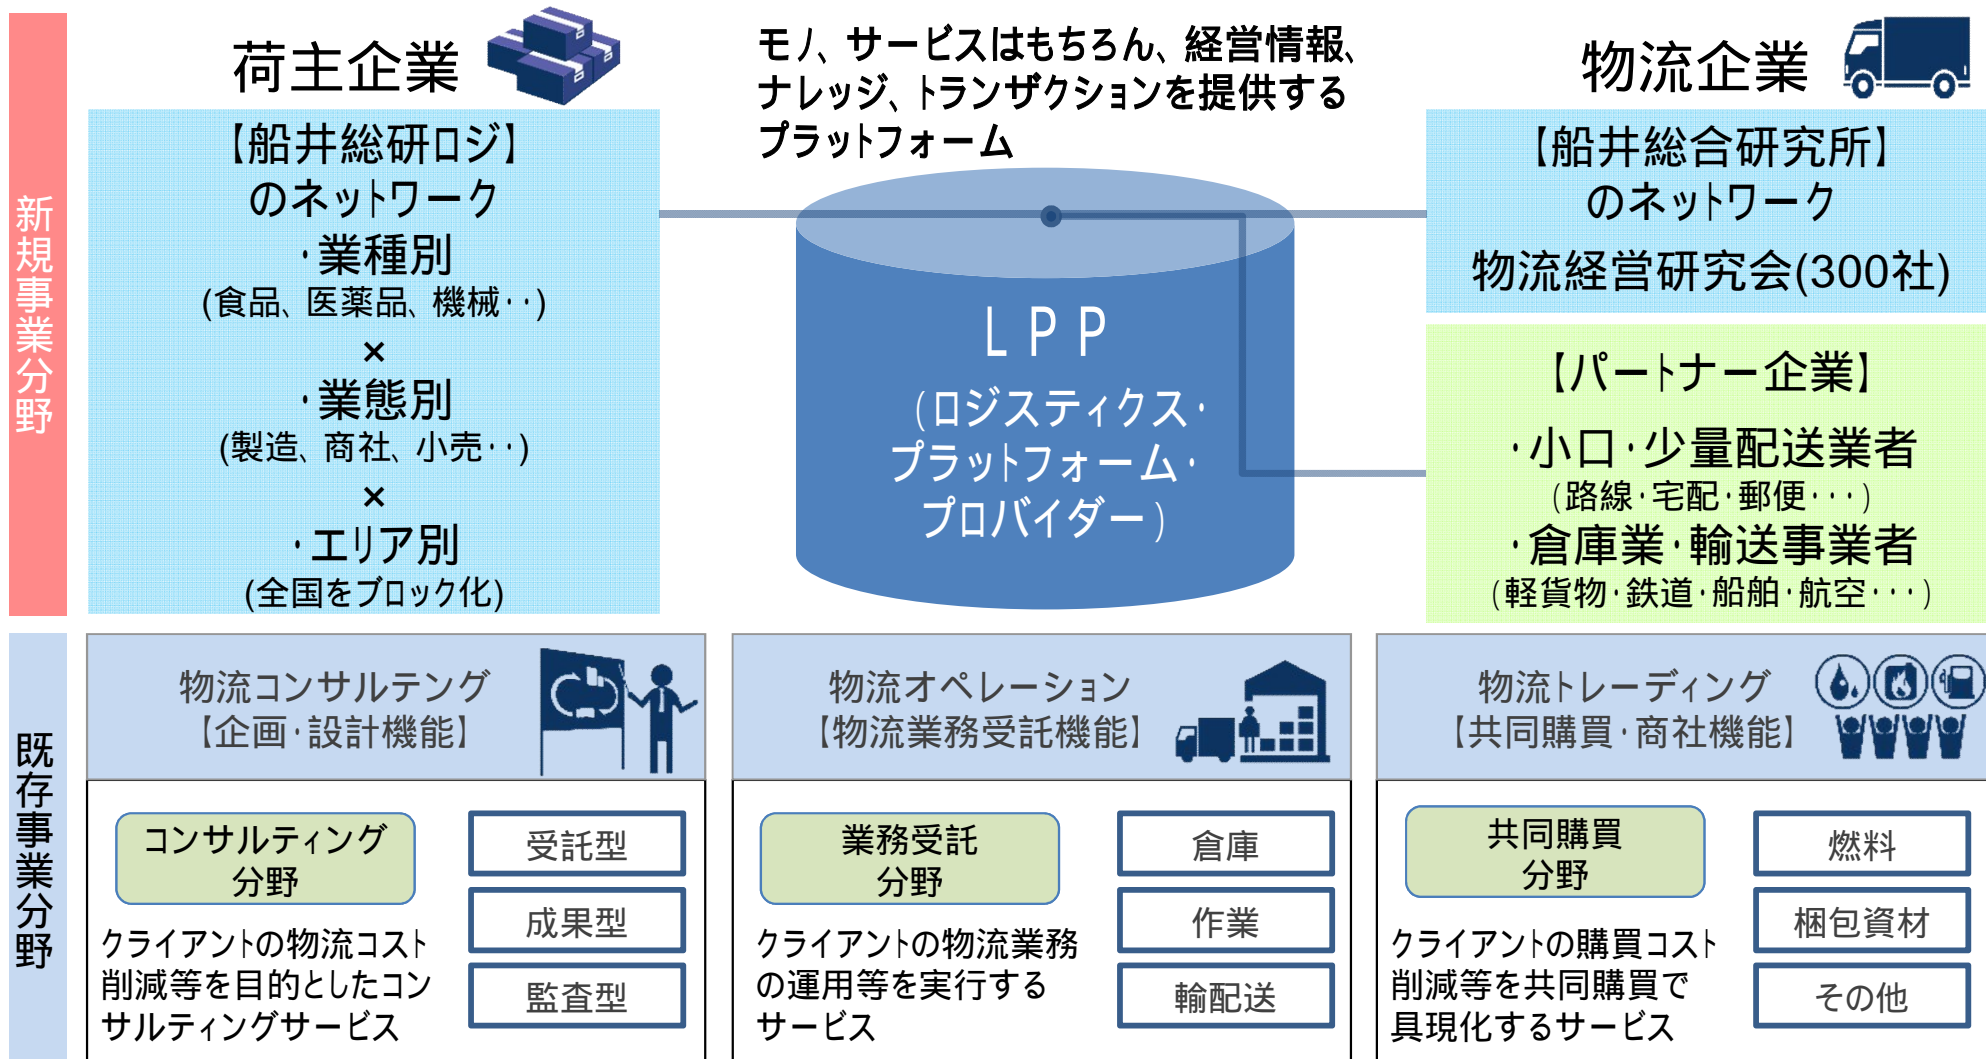 新規事業分野
荷主企業
【船井総研ロジ】
のネットワーク
・業種別
(食品、医薬品、機械・・)
×
・業態別
(製造、商社、小売・・)
×
・エリア別
(全国をブロック化)
モノ、サービスはもちろん、経営情報、
ナレッジ、トランザクションを提供する
プラットフォーム
LPP
(ロジスティクス・
プラットフォーム・
プロバイダー)
物流企業
【船井総合研究所】
のネットワーク
物流経営研究会(300社)
【パートナー企業】
・小口・少量配送業者
(路線・宅配・郵便・・・)
・倉庫業・輸送事業者
(軽貨物・鉄道・船舶・航空・・・)
既存事業分野
物流コンサルテング
【企画・設計機能】
コンサルティング
分野
クライアントの物流コスト
削減等を目的としたコン
サルティングサービス
受託型
成果型
監査型
物流オペレーション
【物流業務受託機能】
業務受託
分野
クライアントの物流業務
の運用等を実行する
サービス
倉庫
作業
輸配送
物流トレーディング
【共同購買・商社機能】
共同購買
分野
クライアントの購買コスト
削減等を共同購買で
具現化するサービス
燃料
梱包資材
その他